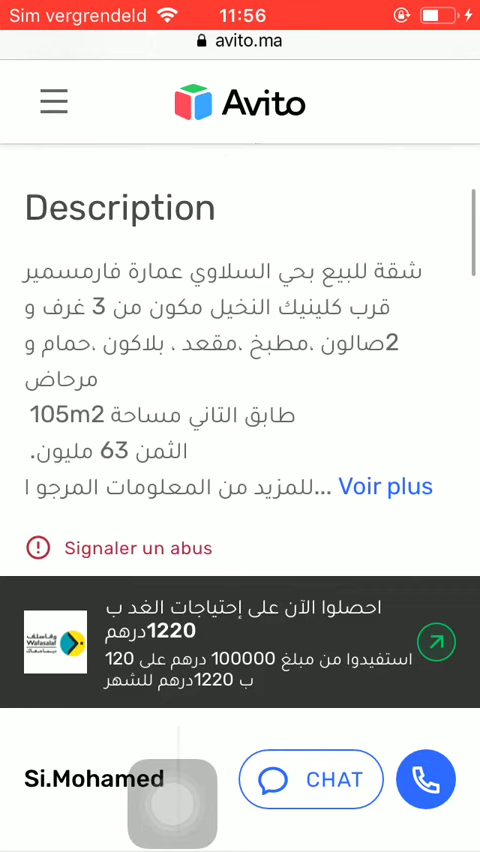 Sim vergrendeld
11:56
avito.ma
Avito
Description
شقة للبيع بحي السلاوي عمارة فارمسمير
قرب كلينيك النخيل مكون من 3 غرف و
2صالون ،مطبخ ،مقعد ، بلاكون ،حمام و
مرحاض
طابق التاني مساحة 105m2
الثمن 63 مليون.
للمزيد من المعلومات المرجو ا... Voir plus
Signaler un abus
احصلوا الآن على إحتياجات الغد ب
1220درهم
استفيدوا من مبلغ 100000 درهم على 120
ب 1220درهم للشهر
وفاسلف
Wafasalaf
Si.Mohamed
CHAT